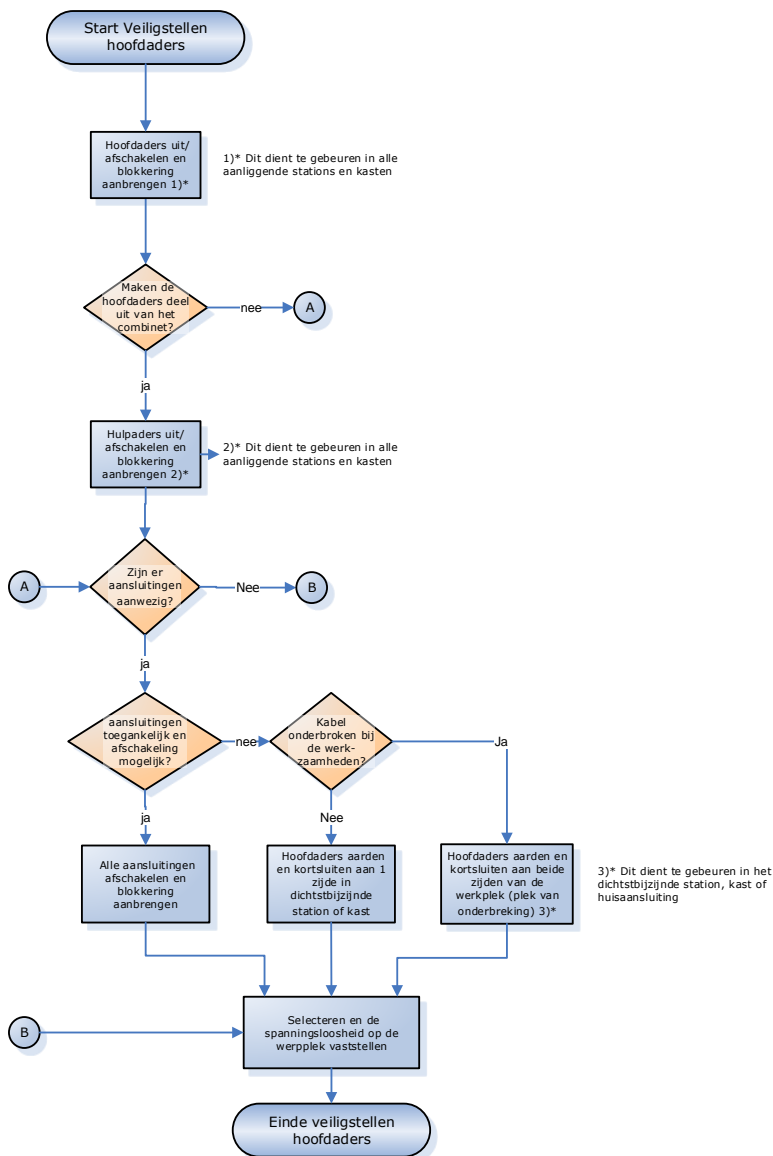 Start Veiligstellen
hoofdaders
Hoofdaders uit/
afschakelen en
blokkering
aanbrengen 1)*
1)* Dit dient te gebeuren in alle
aanliggende stations en kasten
Maken de
hoofdaders deel
uit van het
combinet?
nee
A
ja
Hulpaders uit/
afschakelen en
blokkering
aanbrengen 2)*
2)* Dit dient te gebeuren in alle
aanliggende stations en kasten
A
Zijn er
aansluitingen
aanwezig?
Nee
B
ja
aansluitingen
toegankelijk en
afschakeling
mogelijk?
nee
Kabel
onderbroken bij
de werk-
zaamheden?
Ja
ja
Nee
Alle aansluitingen
afschakelen en
blokkering
aanbrengen
Hoofdaders aarden
en kortsluiten aan 1
zijde in
dichtstbijzijnde
station of kast
Hoofdaders aarden en
kortsluiten aan beide
zijden van de
werkplek (plek van
onderbreking) 3)*
3)* Dit dient te gebeuren in het
dichtstbijzijnde station, kast of
huisaansluiting
B
Selecteren en de
spanningsloosheid op de
werpplek vaststellen
Einde veiligstellen
hoofdaders